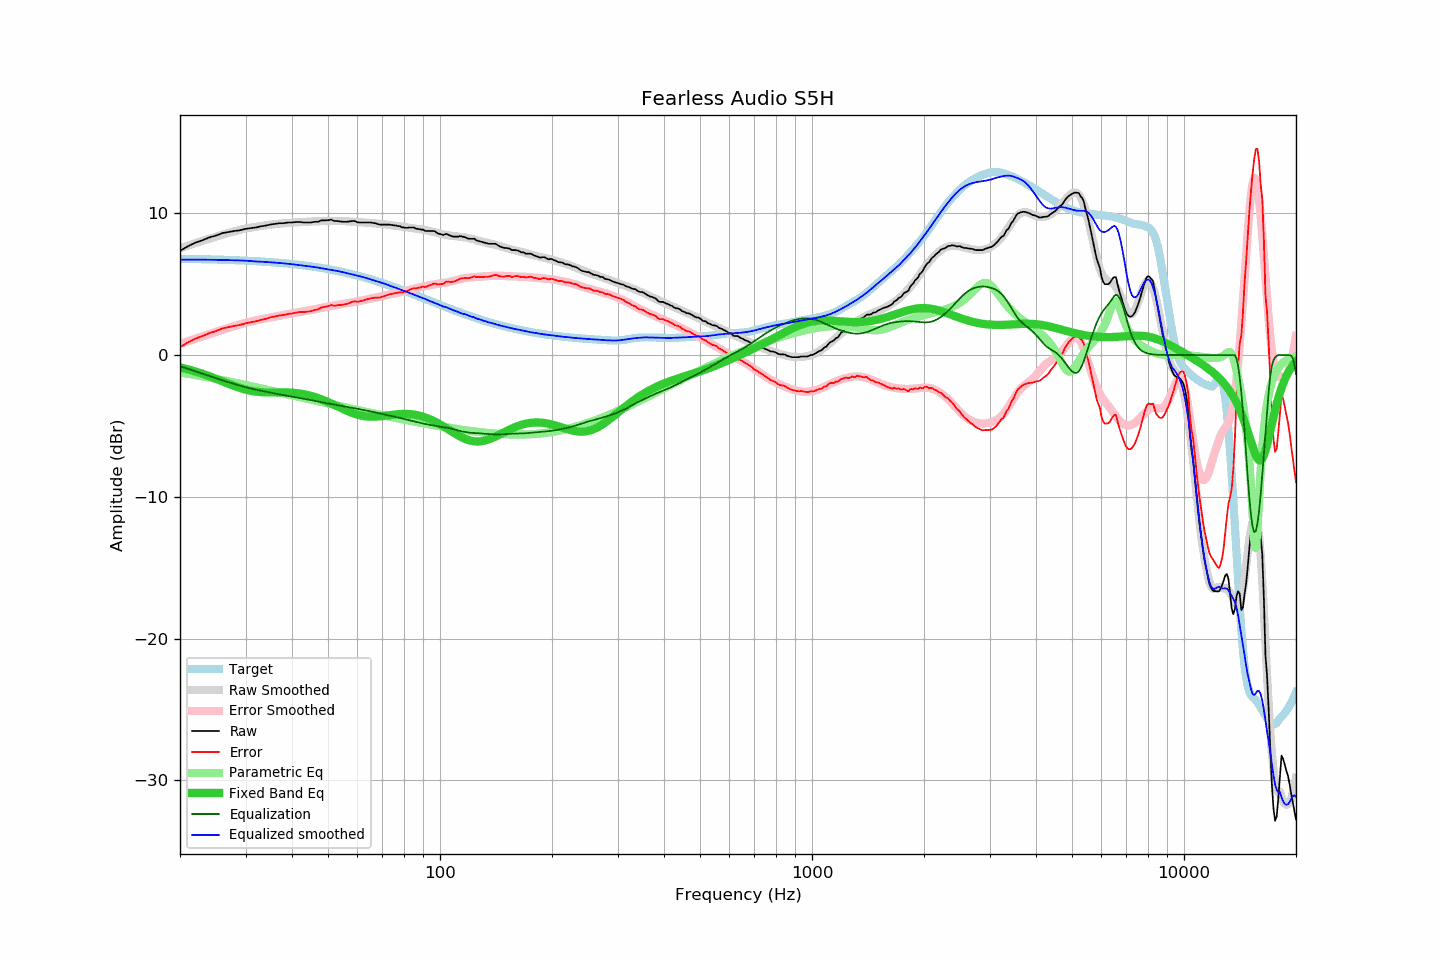 Fearless Audio S5H
10
0
−10
−20
−30
Amplitude (dBr)
Target
Raw Smoothed
Error Smoothed
Raw
Error
Parametric Eq
Fixed Band Eq
Equalization
Equalized smoothed
100 1000 10000
Frequency (Hz)